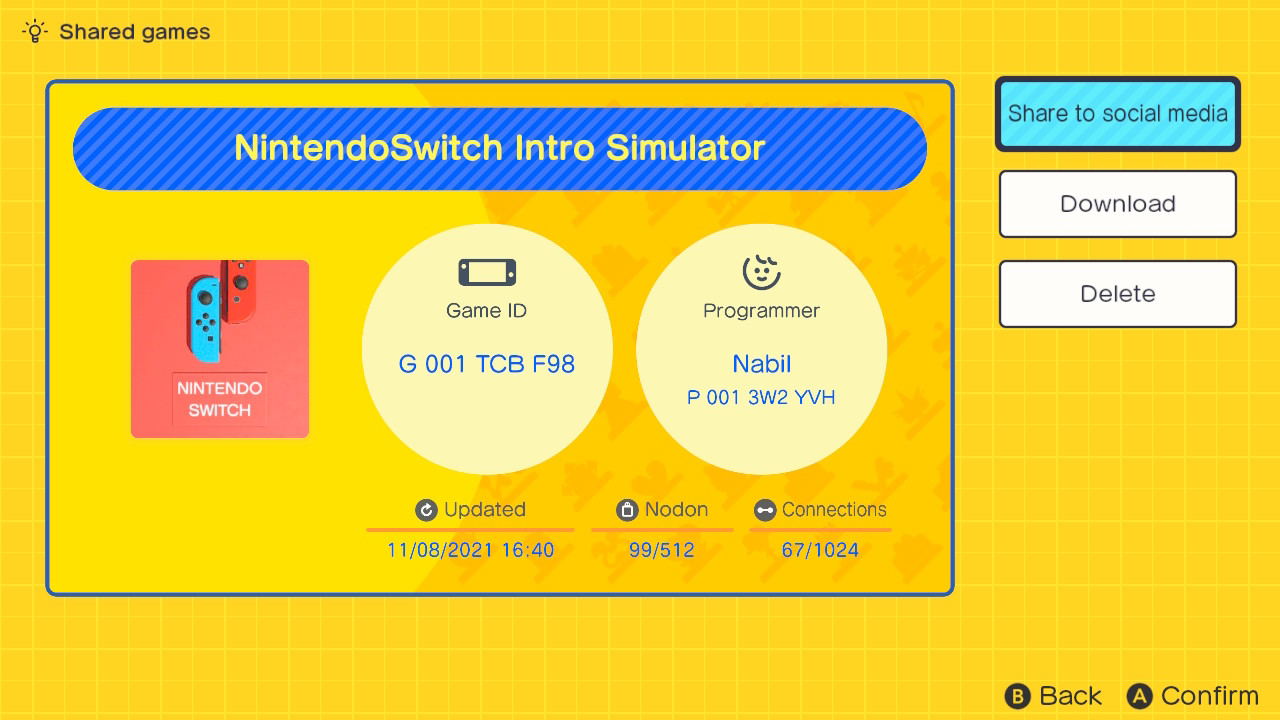 Shared games
NintendoSwitch Intro Simulator
NINTENDO
SWITCH
Game ID
G 001 TCB F98
Programmer
Nabil
P 001 3W2 YVH
Updated
11/08/2021 16:40
Nodon
99/512
Connections
67/1024
Share to social media
Download
Delete
B Back
A Confirm